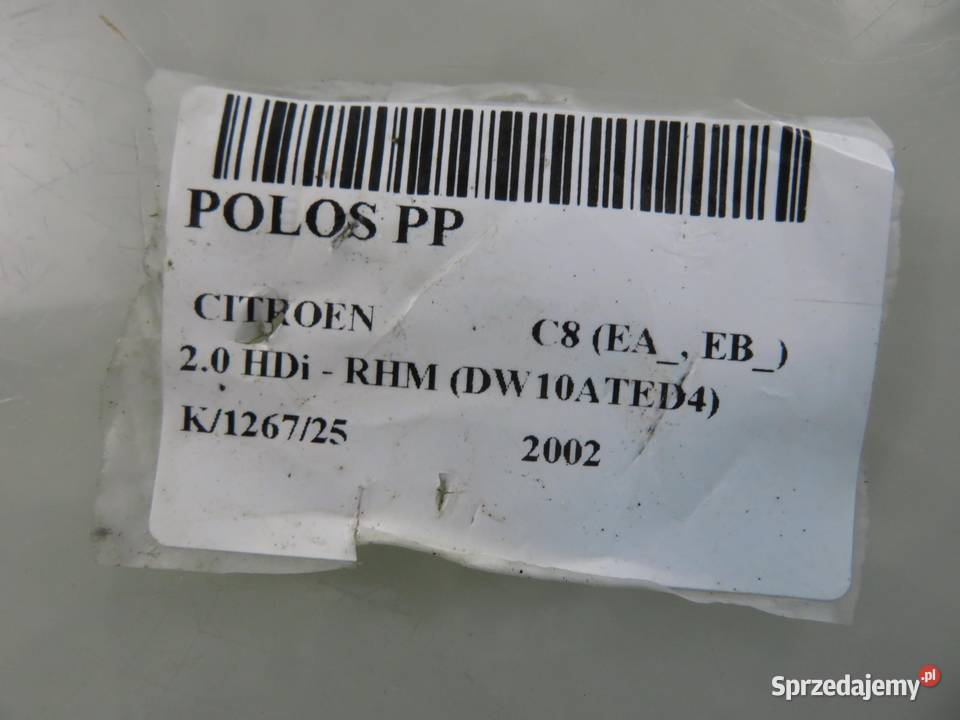 POLOS PP
CITROEN C8 (EA_, EB_)
2.0 HDi - RHM (DW10ATED4)
K/1267/25 2002
Sprzedajemy.pl